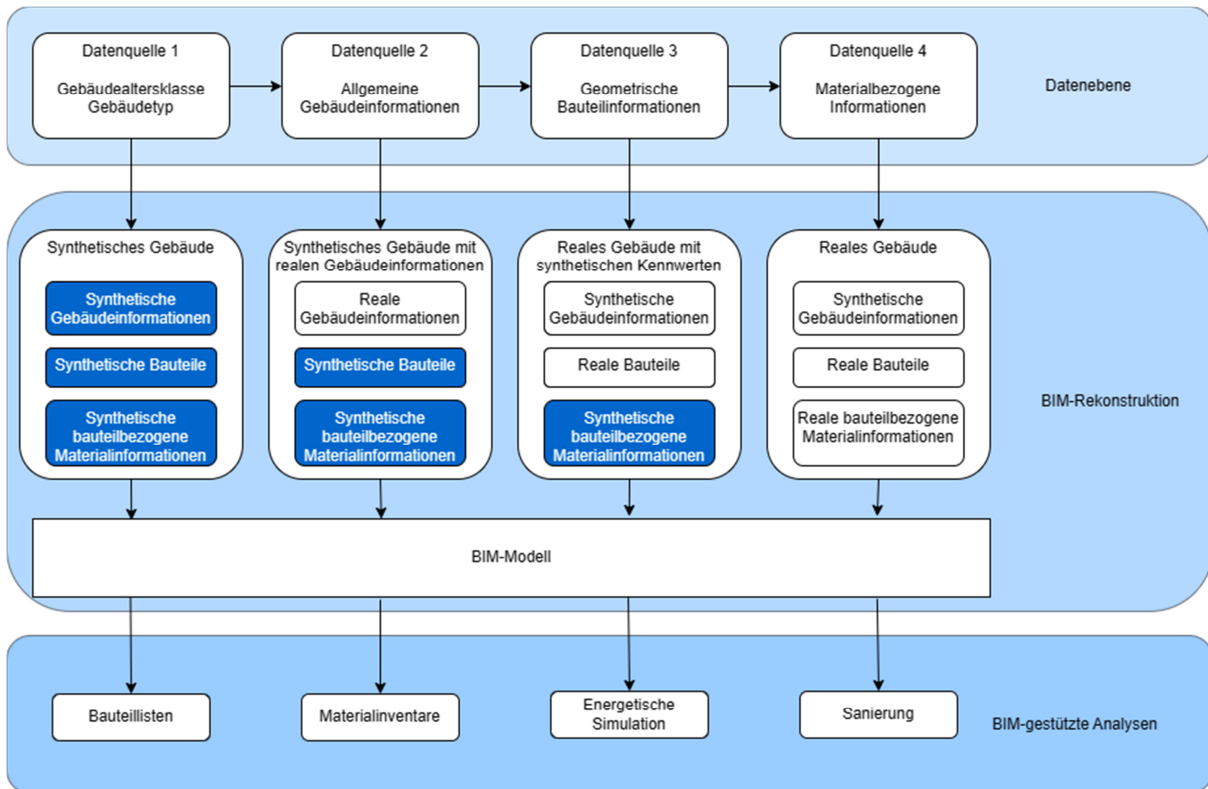 Datenquelle 1
Gebäudealtersklasse
Gebäudetyp
Datenquelle 2
Allgemeine
Gebäudeinformationen
Datenquelle 3
Geometrische
Bauteilinformationen
Datenquelle 4
Materialbezogene
Informationen
Datenebene
Synthetisches Gebäude
Synthetische
Gebäudeinformationen
Synthetische Bauteile
Synthetische
bauteilbezogene
Materialinformationen
Synthetisches Gebäude mit
realen Gebäudeinformationen
Reale
Gebäudeinformationen
Synthetische Bauteile
Synthetische
bauteilbezogene
Materialinformationen
Reales Gebäude mit
synthetischen Kennwerten
Synthetische
Gebäudeinformationen
Reale Bauteile
Synthetische
bauteilbezogene
Materialinformationen
Reales Gebäude
Synthetische
Gebäudeinformationen
Reale Bauteile
Reale bauteilbezogene
Materialinformationen
BIM-Rekonstruktion
BIM-Modell
Bauteillisten
Materialinventare
Energetische
Simulation
Sanierung
BIM-gestützte Analysen